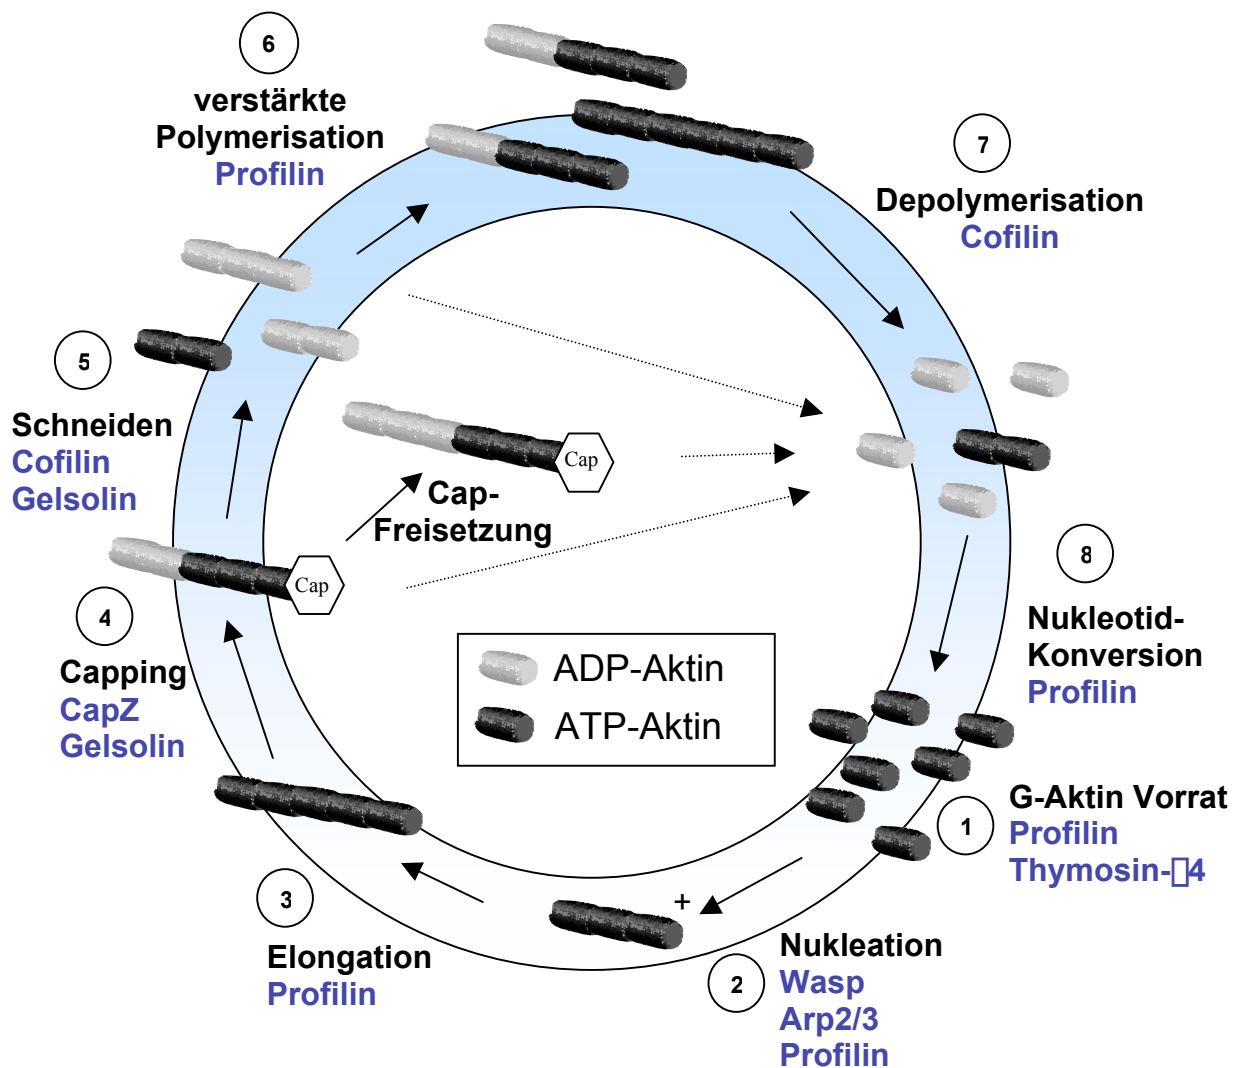 6
verstärkte
Polymerisation
Profilin
7
Depolymerisation
Cofilin
5
Schneiden
Cofilin
Gelsolin
Cap
Cap-
Freisetzung
Cap
4
Capping
CapZ
Gelsolin
8
Nukleotid-
Konversion
Profilin
ADP-Aktin
ATP-Aktin
1
G-Aktin Vorrat
Profilin
Thymosin-□4
3
Elongation
Profilin
+
2
Nukleation
Wasp
Arp2/3
Profilin